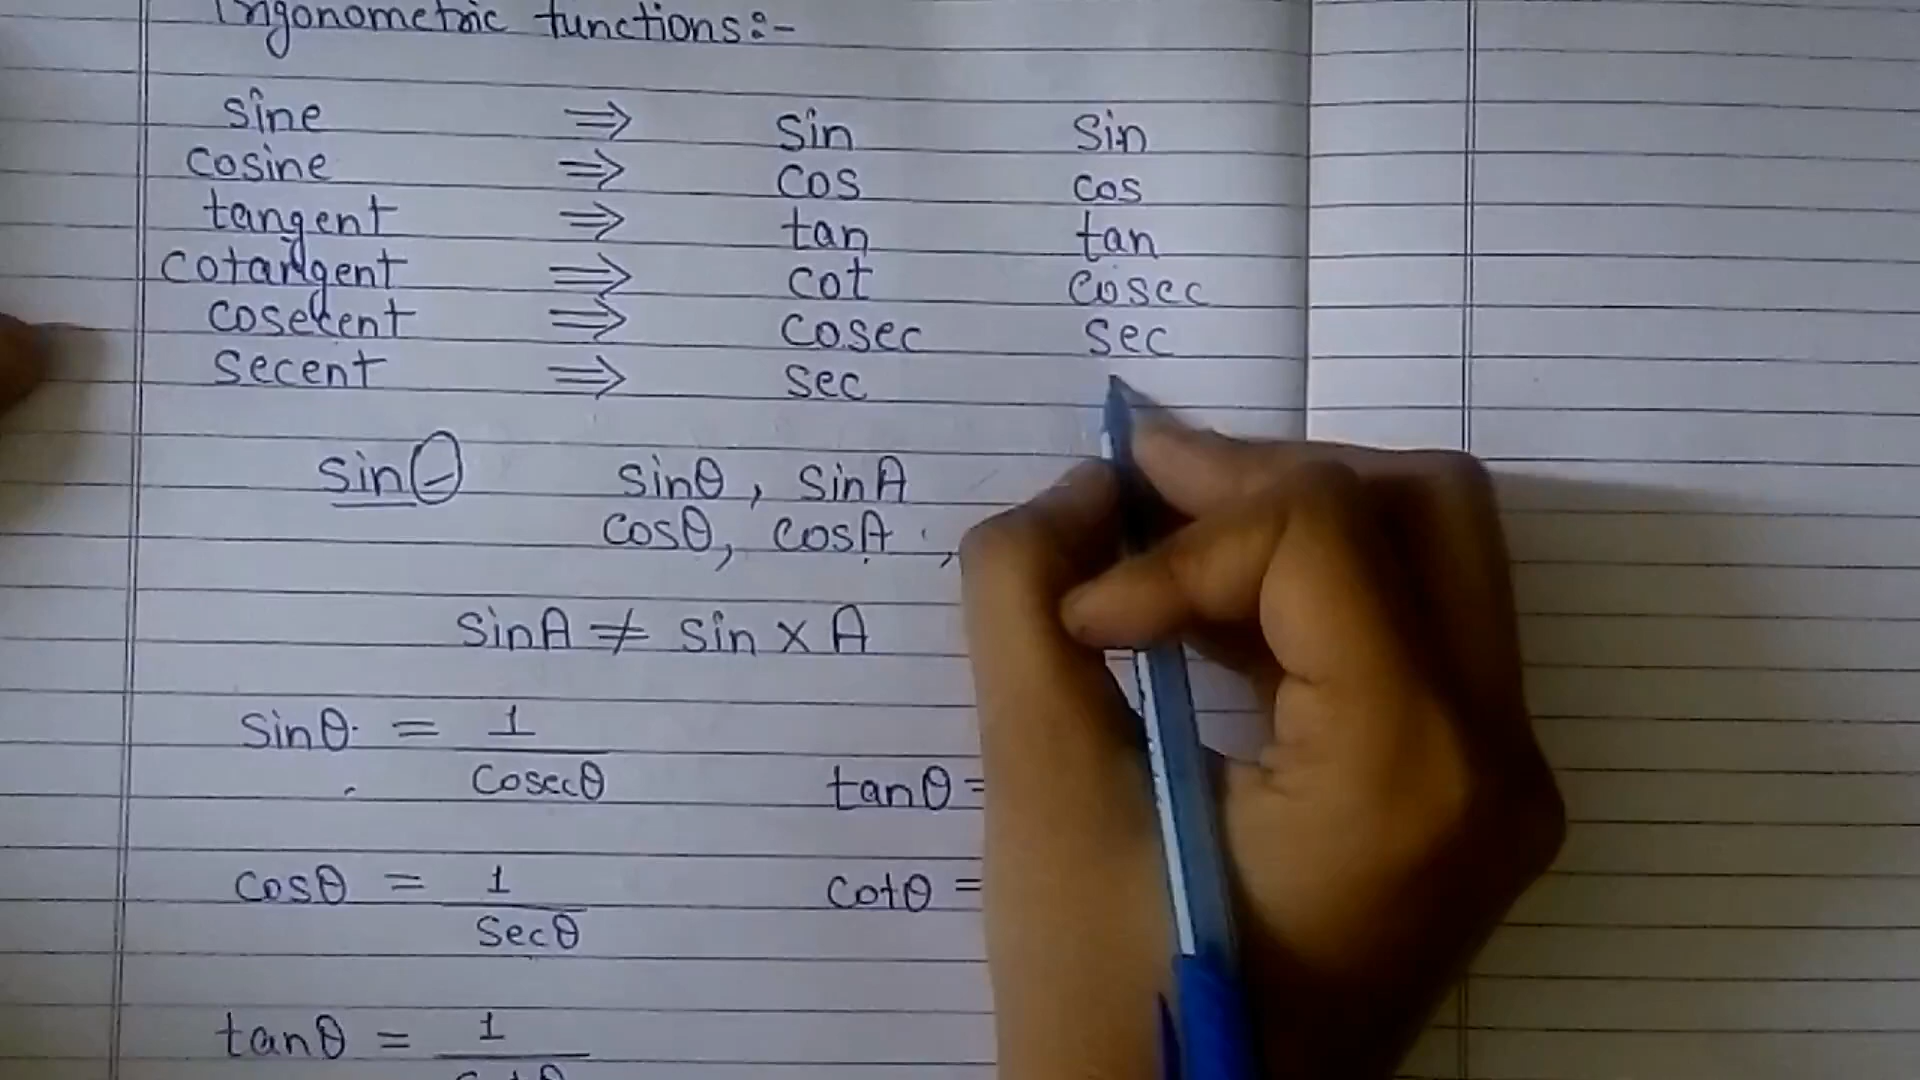 Trigonometric functions:-
sine ⇒ sin sin
cosine ⇒ cos cos
tangent ⇒ tan tan
cotangent ⇒ cot cosec
cosecent ⇒ cosec sec
secent ⇒ sec
sinθ sinθ, sinA
cosθ, cosA ,
sinA ≠ sin × A
sinθ = 1/cosecθ
tanθ =
cosθ = 1/secθ
cotθ =
tanθ = 1/cotθ